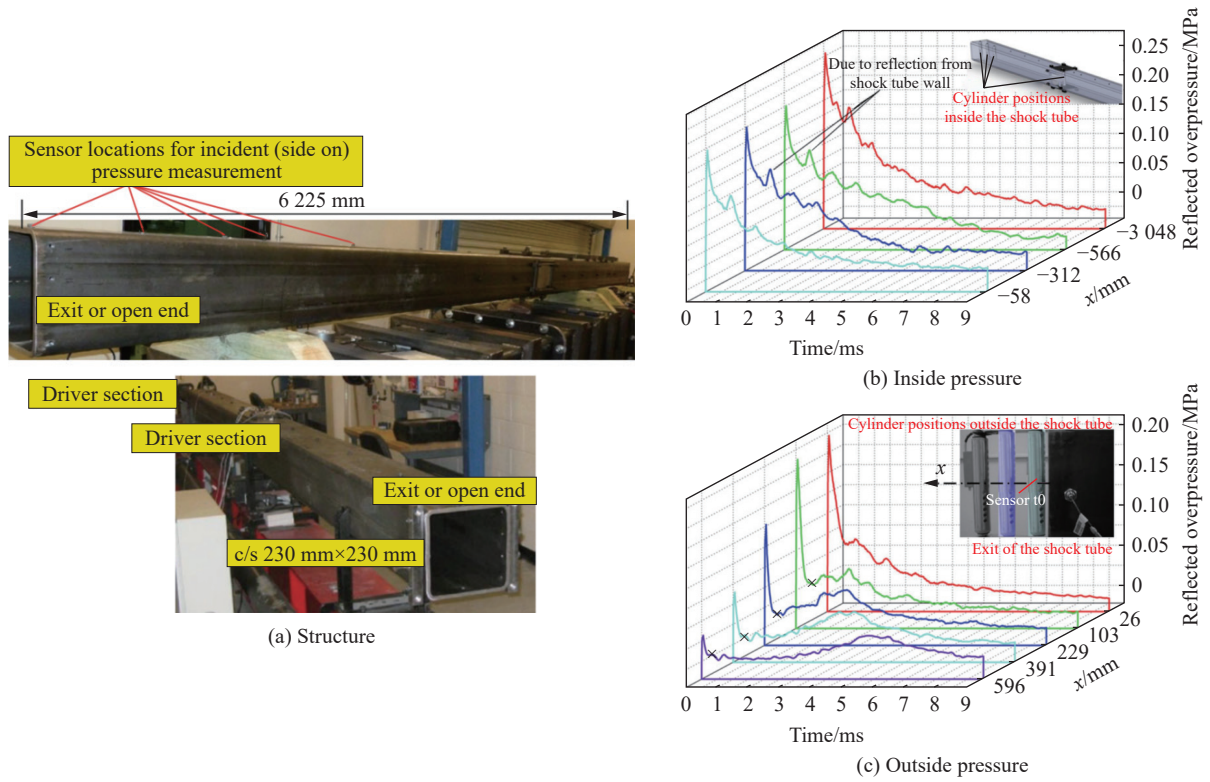 Sensor locations for incident (side on)
pressure measurement
6 225 mm
Exit or open end
Driver section
Driver section
Exit or open end
c/s 230 mm×230 mm
(a) Structure
0.25
0.20
0.15
0.10
0.05
0
Reflected overpressure/MPa
Due to reflection from
shock tube wall
Cylinder positions
inside the shock tube
−3 048
−566
−312
−58
x/mm
0 1 2 3 4 5 6 7 8 9
Time/ms
(b) Inside pressure
0.20
0.15
0.10
0.05
0
Reflected overpressure/MPa
Cylinder positions outside the shock tube
x
Sensor t0
Exit of the shock tube
26
103
229
391
596
x/mm
0 1 2 3 4 5 6 7 8 9
Time/ms
(c) Outside pressure